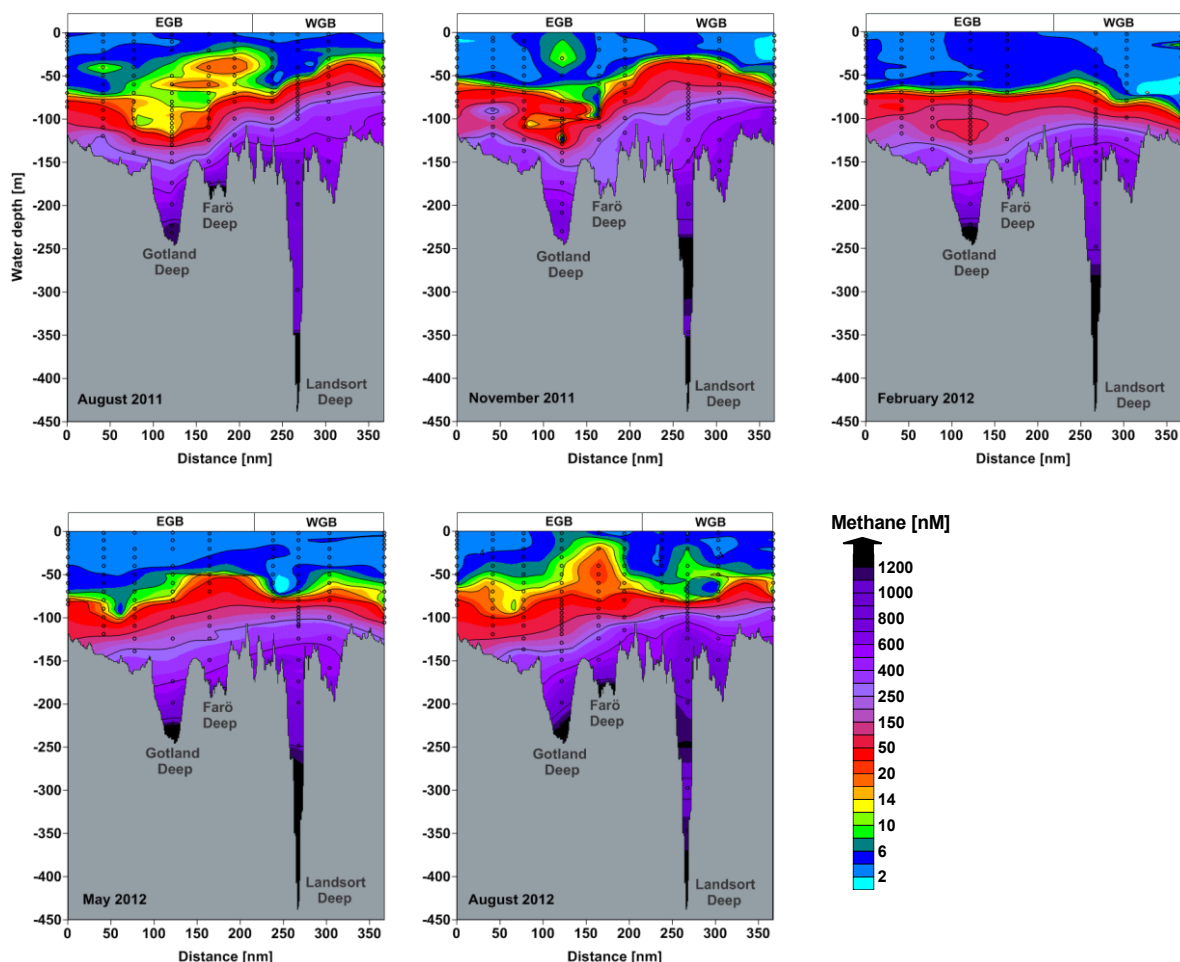 EGB WGB
EGB WGB
EGB WGB
0
-50
-100
-150
-200
-250
-300
-350
-400
-450
Water depth [m]
Farö
Deep
Gotland
Deep
Landsort
Deep
August 2011
0 50 100 150 200 250 300 350
Distance [nm]
0
-50
-100
-150
-200
-250
-300
-350
-400
-450
Farö
Deep
Gotland
Deep
Landsort
Deep
November 2011
0 50 100 150 200 250 300 350
Distance [nm]
0
-50
-100
-150
-200
-250
-300
-350
-400
-450
Farö
Deep
Gotland
Deep
Landsort
Deep
February 2012
0 50 100 150 200 250 300 350
Distance [nm]
EGB WGB
0
-50
-100
-150
-200
-250
-300
-350
-400
-450
Farö
Deep
Gotland
Deep
Landsort
Deep
May 2012
0 50 100 150 200 250 300 350
Distance [nm]
EGB WGB
0
-50
-100
-150
-200
-250
-300
-350
-400
-450
Farö
Deep
Gotland
Deep
Landsort
Deep
August 2012
0 50 100 150 200 250 300 350
Distance [nm]
Methane [nM]
1200
1000
800
600
400
250
150
50
20
14
10
6
2